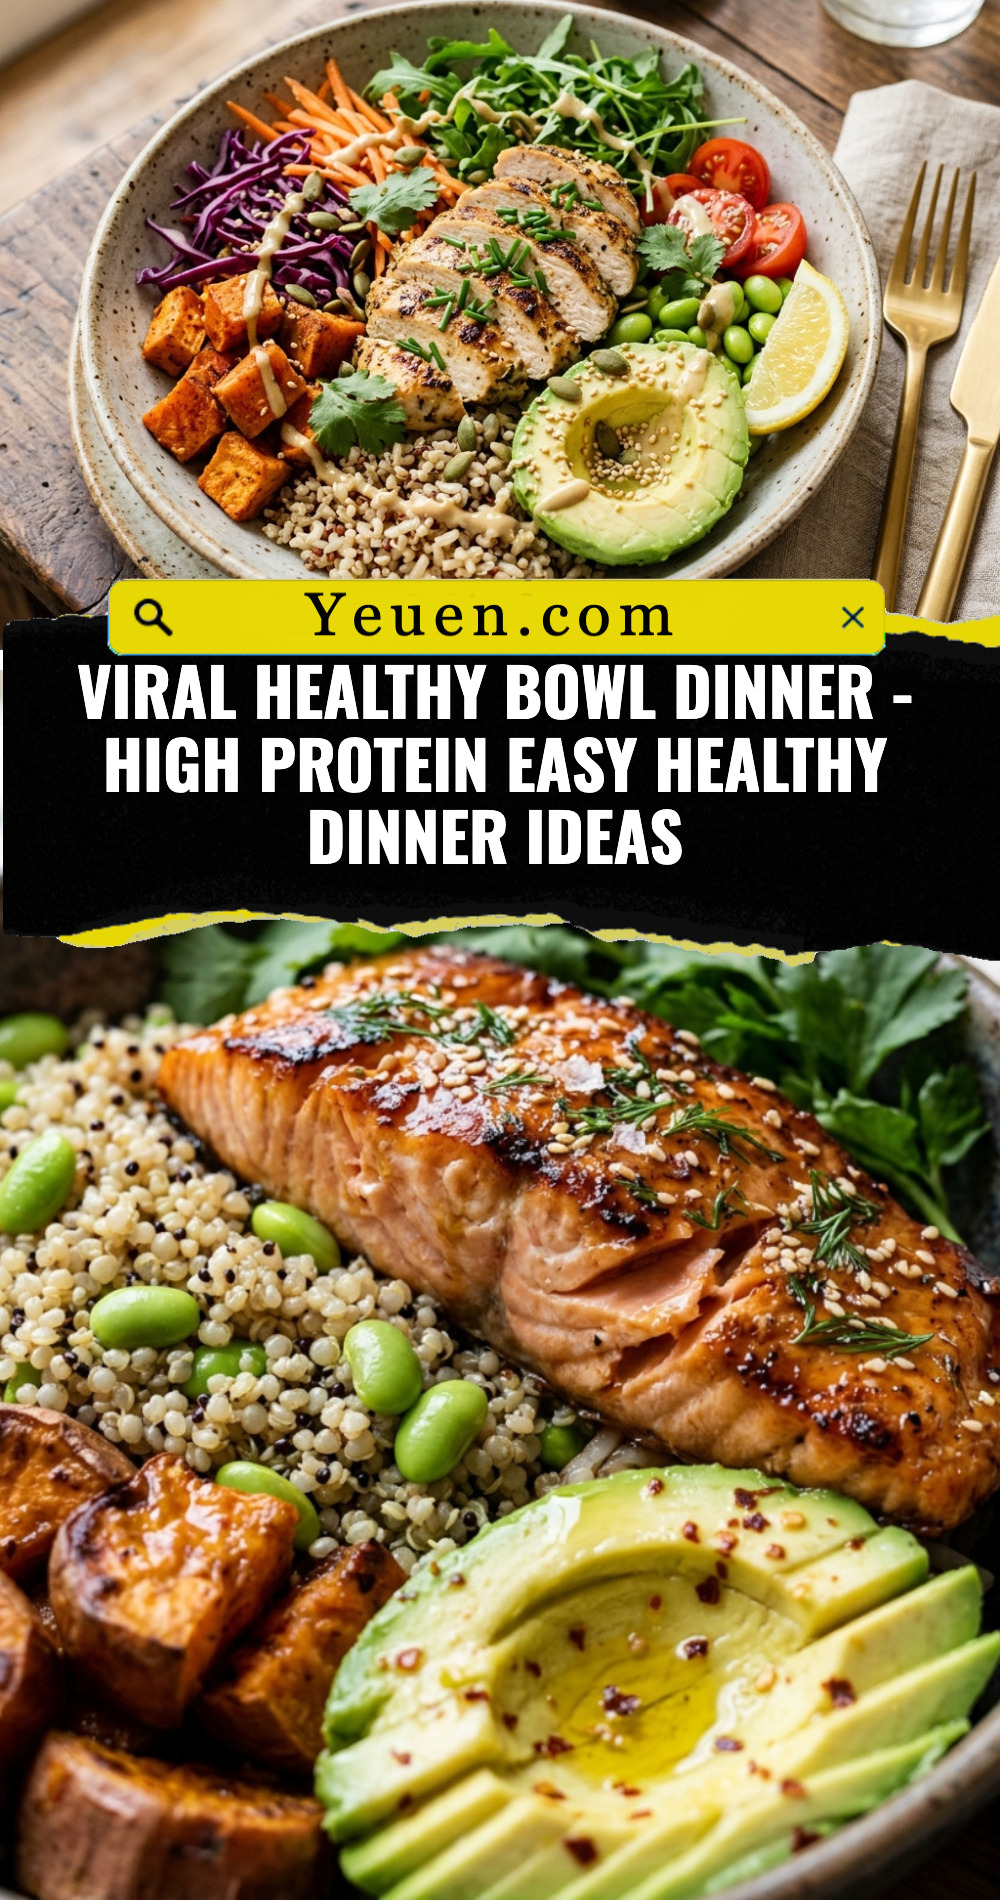 Yeuen.com
VIRAL HEALTHY BOWL DINNER -
HIGH PROTEIN EASY HEALTHY
DINNER IDEAS